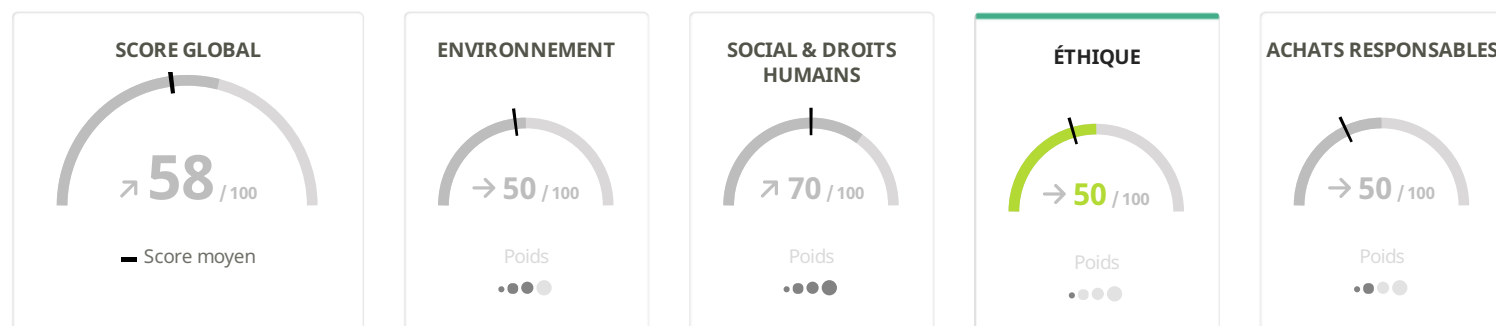 SCORE GLOBAL
58 / 100
Score moyen
ENVIRONNEMENT
50 / 100
Poids
SOCIAL & DROITS
HUMAINS
70 / 100
Poids
ÉTHIQUE
50 / 100
Poids
ACHATS RESPONSABLES
50 / 100
Poids